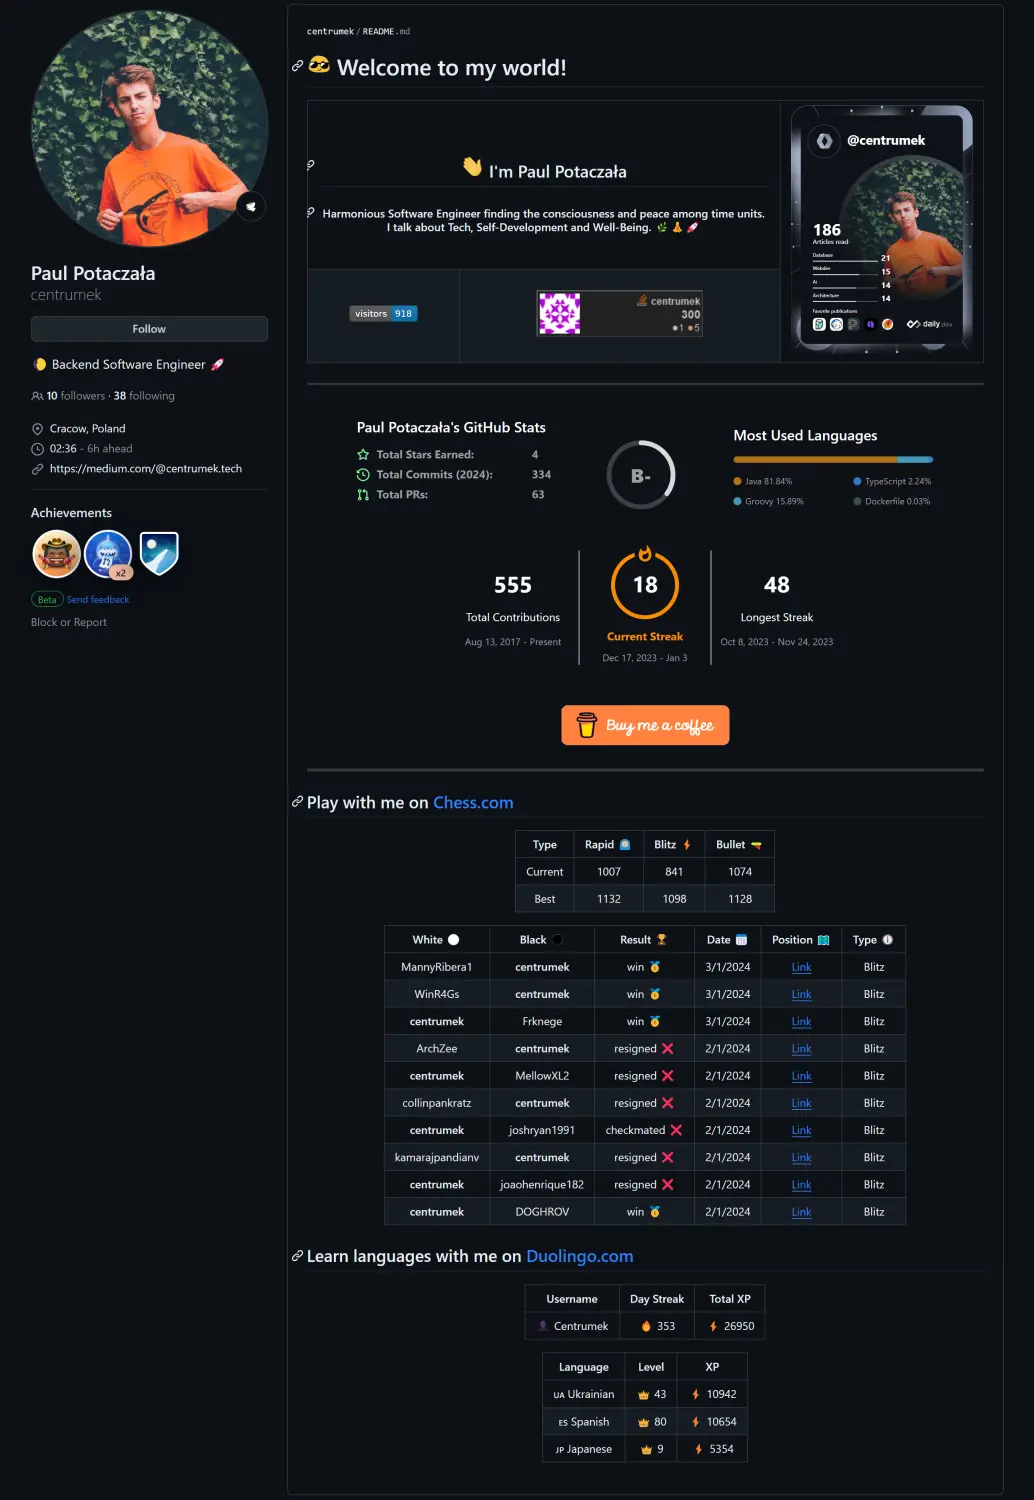 Paul Potaczała
centrumek
Follow
Backend Software Engineer
10 followers · 38 following
Cracow, Poland
02:36 - 6h ahead
https://medium.com/@centrumek.tech
Achievements
x2
Beta Send feedback
Block or Report
centrumek / README.md
Welcome to my world!
I'm Paul Potaczała
Harmonious Software Engineer finding the consciousness and peace among time units.
I talk about Tech, Self-Development and Well-Being.
visitors 918
centrumek
300
1 5
@centrumek
186
Articles read
Database 21
Webdev 15
Ai 14
Architecture 14
Favorite publications
daily.dev
Paul Potaczała's GitHub Stats
Total Stars Earned: 4
Total Commits (2024): 334
Total PRs: 63
B-
Most Used Languages
Java 81.84% TypeScript 2.24%
Groovy 15.89% Dockerfile 0.03%
555
Total Contributions
Aug 13, 2017 - Present
18
Current Streak
Dec 17, 2023 - Jan 3
48
Longest Streak
Oct 8, 2023 - Nov 24, 2023
Buy me a coffee
Play with me on Chess.com
Type Rapid Blitz Bullet
Current 1007 841 1074
Best 1132 1098 1128
White Black Result Date Position Type
MannyRibera1 centrumek win 3/1/2024 Link Blitz
WinR4Gs centrumek win 3/1/2024 Link Blitz
centrumek Frknege win 3/1/2024 Link Blitz
ArchZee centrumek resigned 2/1/2024 Link Blitz
centrumek MellowXL2 resigned 2/1/2024 Link Blitz
collinpankratz centrumek resigned 2/1/2024 Link Blitz
centrumek joshryan1991 checkmated 2/1/2024 Link Blitz
kamarajpandianv centrumek resigned 2/1/2024 Link Blitz
centrumek joaohenrique182 resigned 2/1/2024 Link Blitz
centrumek DOGHROV win 2/1/2024 Link Blitz
Learn languages with me on Duolingo.com
Username Day Streak Total XP
Centrumek 353 26950
Language Level XP
UA Ukrainian 43 10942
ES Spanish 80 10654
JP Japanese 9 5354